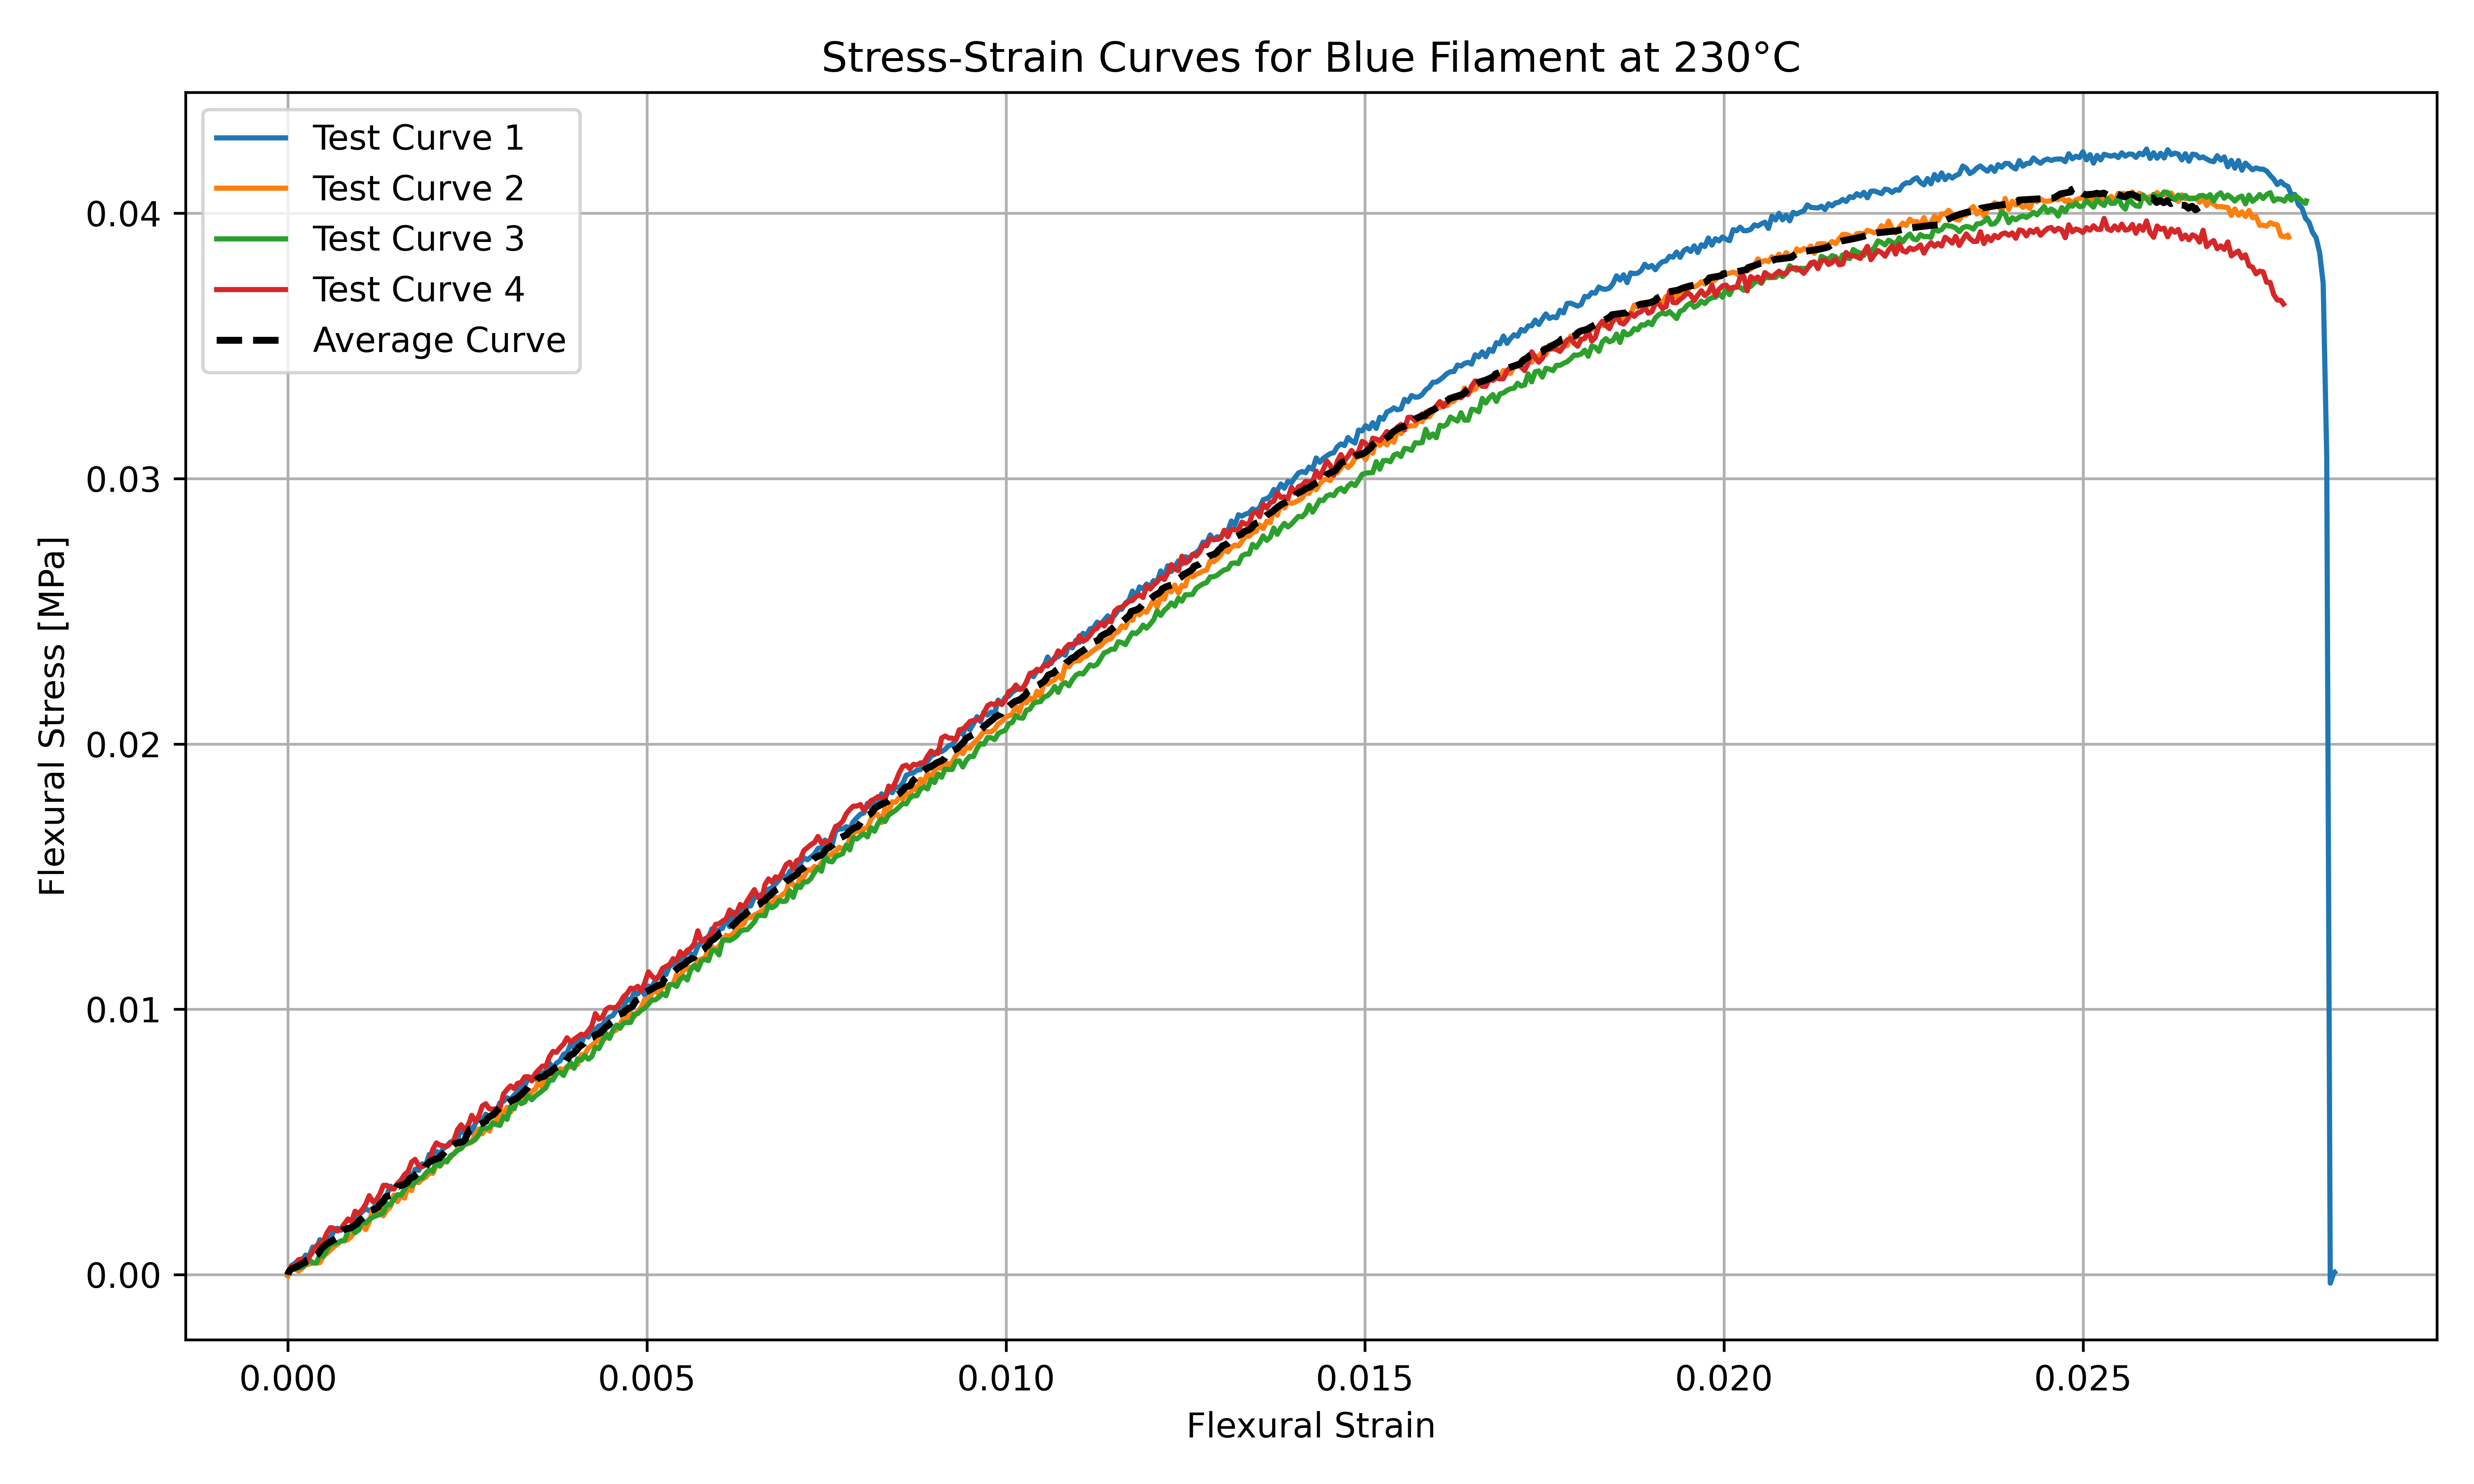 Stress-Strain Curves for Blue Filament at 230°C
Test Curve 1
Test Curve 2
Test Curve 3
Test Curve 4
Average Curve
Flexural Stress [MPa]
0.04
0.03
0.02
0.01
0.00
0.000
0.005
0.010
0.015
0.020
0.025
Flexural Strain